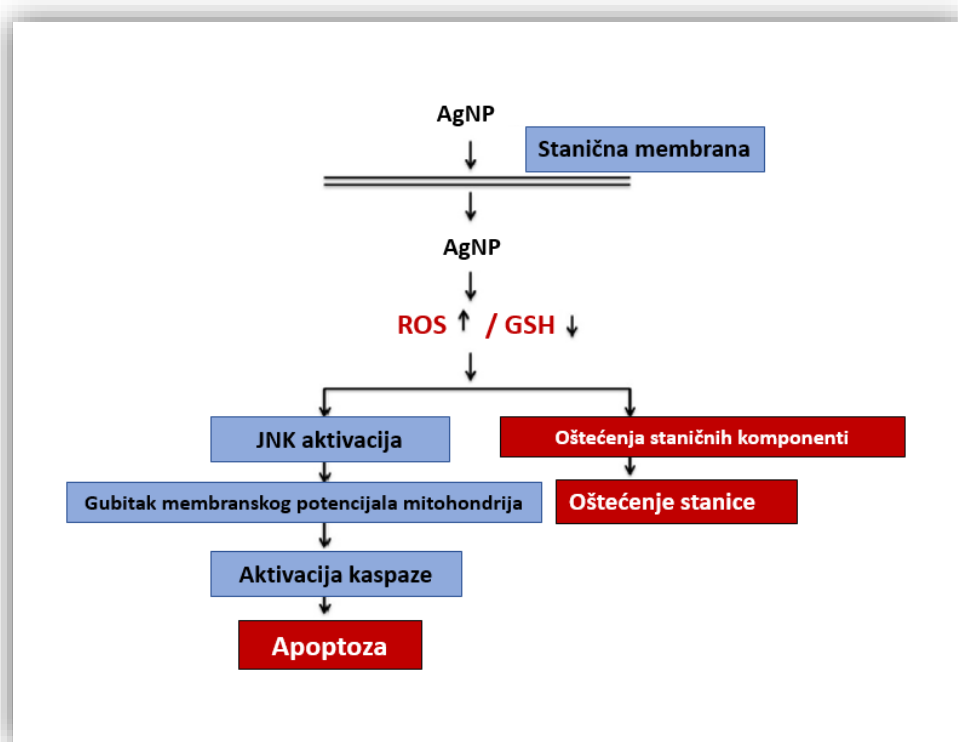 AgNP
Stanična membrana
AgNP
ROS ↑ / GSH ↓
JNK aktivacija
Oštećenja staničnih komponenti
Gubitak membranskog potencijala mitohondrija
Oštećenje stanice
Aktivacija kaspaze
Apoptoza